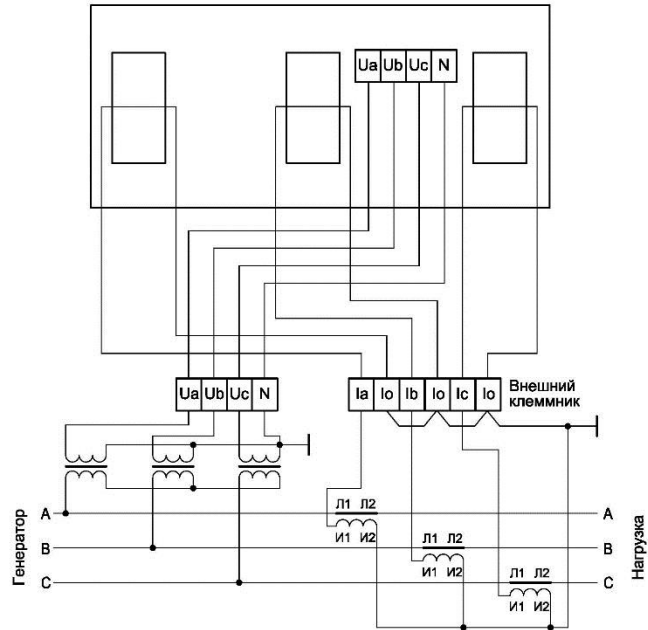 Ua Ub Uc N
Ua Ub Uc N
Ia Io Ib Io Ic Io
Внешний
клеммник
Генератор
A Л1 Л2 A
И1 И2
B Л1 Л2 B
И1 И2
C Л1 Л2 C
И1 И2
Нагрузка